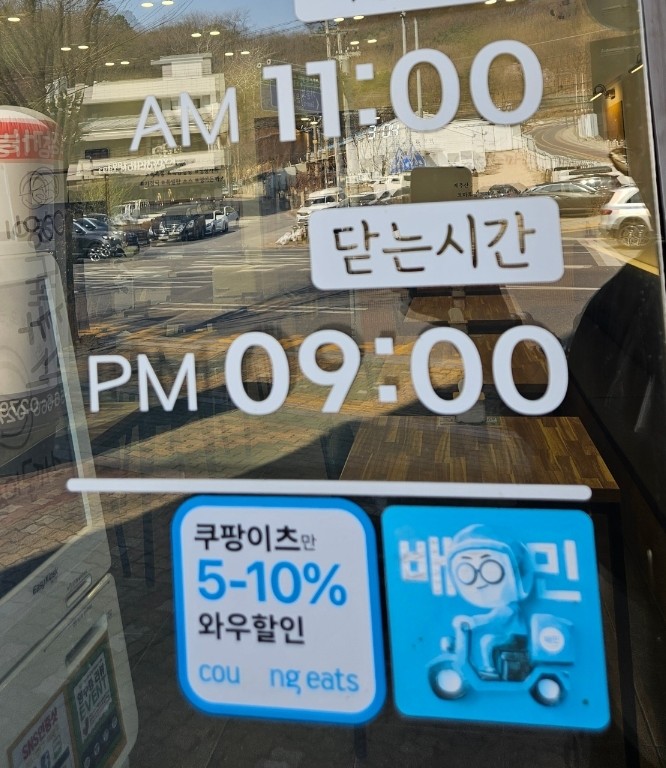 AM 11:00
닫는시간
PM 09:00
쿠팡이츠만
5-10%
와우할인
cou ng eats
배 민